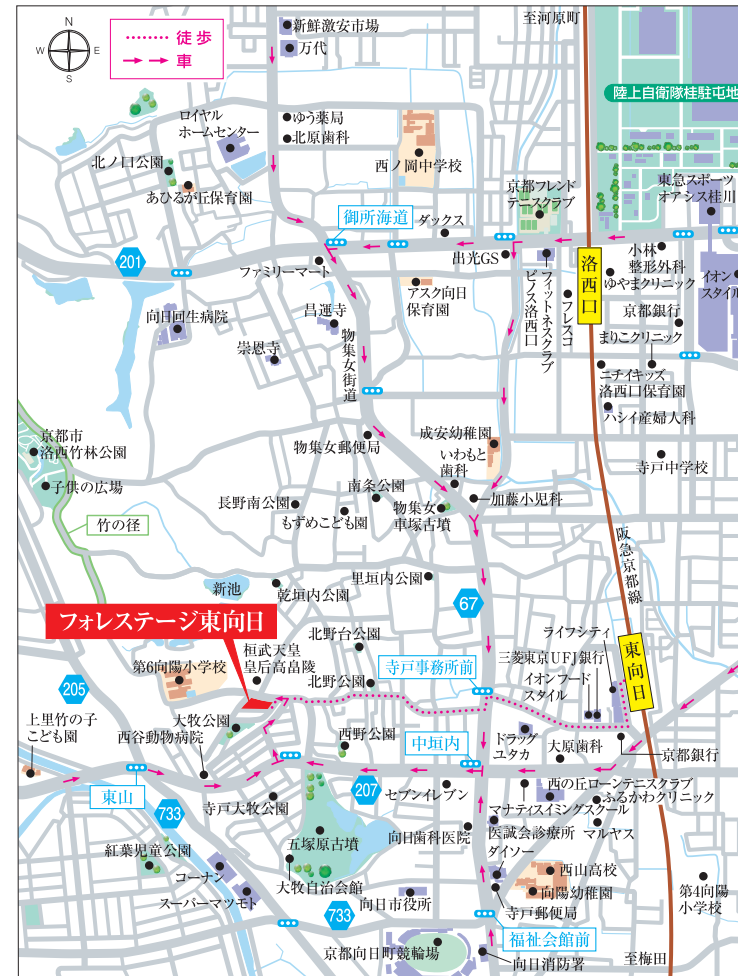 至河原町
新鮮激安市場
N
W
E
S
徒歩
車
万代
陸上自衛隊桂駐屯地
ゆう薬局
ロイヤル
ホームセンター
北原歯科
北ノ口公園
西ノ岡中学校
京都フレンド
テニスクラブ
東急スポーツ
オアシス桂川
あひるが丘保育園
御所海道
ダックス
201
ファミリーマート
出光GS
洛西口
小林
整形外科
ゆやまクリニック
イオン
スタイル
アスク向日
保育園
フィットネスクラブ
ピノス洛西口
フレスコ
京都銀行
向日回生病院
昌運寺
物集女街道
まりこクリニック
崇恩寺
ニチイキッズ
洛西口保育園
ハシイ産婦人科
京都市
洛西竹林公園
物集女郵便局
成安幼稚園
いわもと
歯科
寺戸中学校
子供の広場
南条公園
長野南公園
もずめこども園
物集女
車塚古墳
加藤小児科
竹の径
阪急京都線
新池
乾垣内公園
里垣内公園
67
フォレステージ東向日
北野台公園
ライフシティ
東向日
桓武天皇
皇后高畠陵
寺戸事務所前
三菱東京UFJ銀行
第6向陽小学校
北野公園
イオンフード
スタイル
205
上里竹の子
こども園
大牧公園
西谷動物病院
西野公園
中垣内
ドラッグ
ユタカ
大原歯科
京都銀行
東山
寺戸大牧公園
207
セブンイレブン
西の丘ローンテニスクラブ
マナティスイミングスクール
ふるかわクリニック
733
五塚原古墳
向日歯科医院
医誠会診療所
マルヤス
紅葉児童公園
ダイソー
コーナン
西山高校
大牧自治会館
向陽幼稚園
第4向陽
小学校
スーパーマツモト
向日市役所
寺戸郵便局
733
福祉会館前
京都向日町競輪場
向日消防署
至梅田